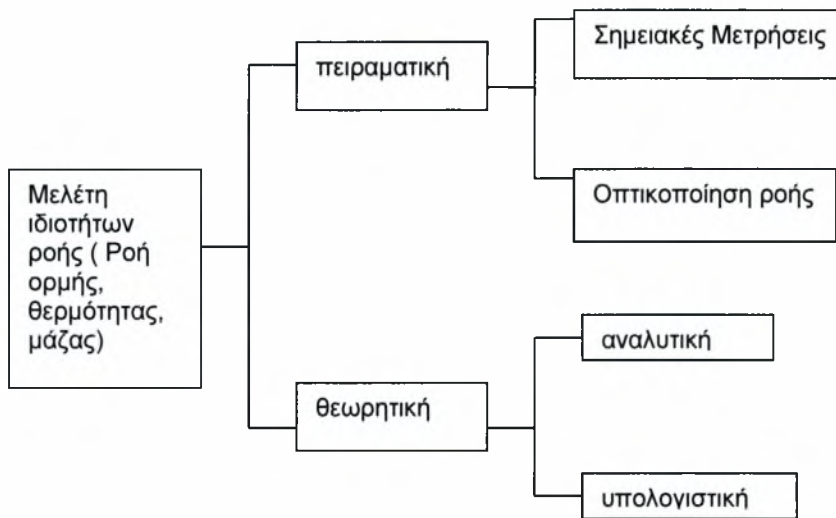 Μελέτη
ιδιοτήτων
ροής ( Ροή
ορμής,
θερμότητας,
μάζας)
πειραματική
Σημειακές Μετρήσεις
Οπτικοποίηση ροής
θεωρητική
αναλυτική
υπολογιστική